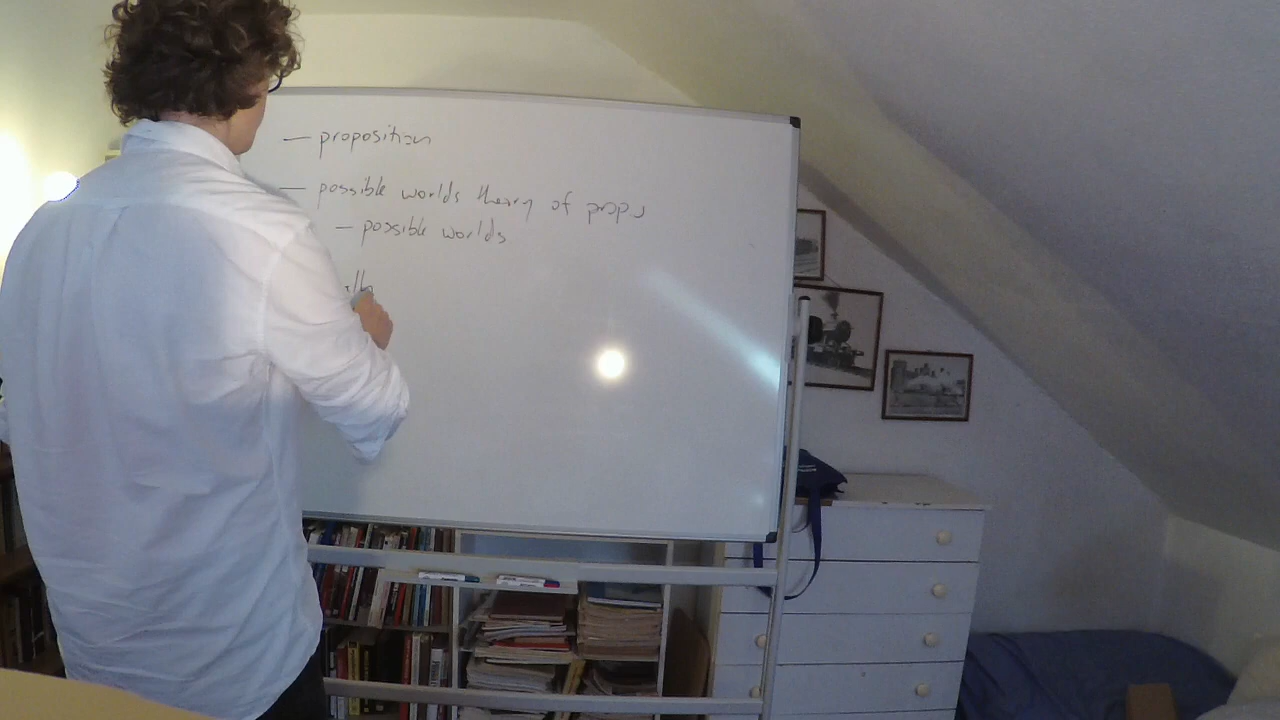 — proposition
— possible worlds theory of props
— possible worlds